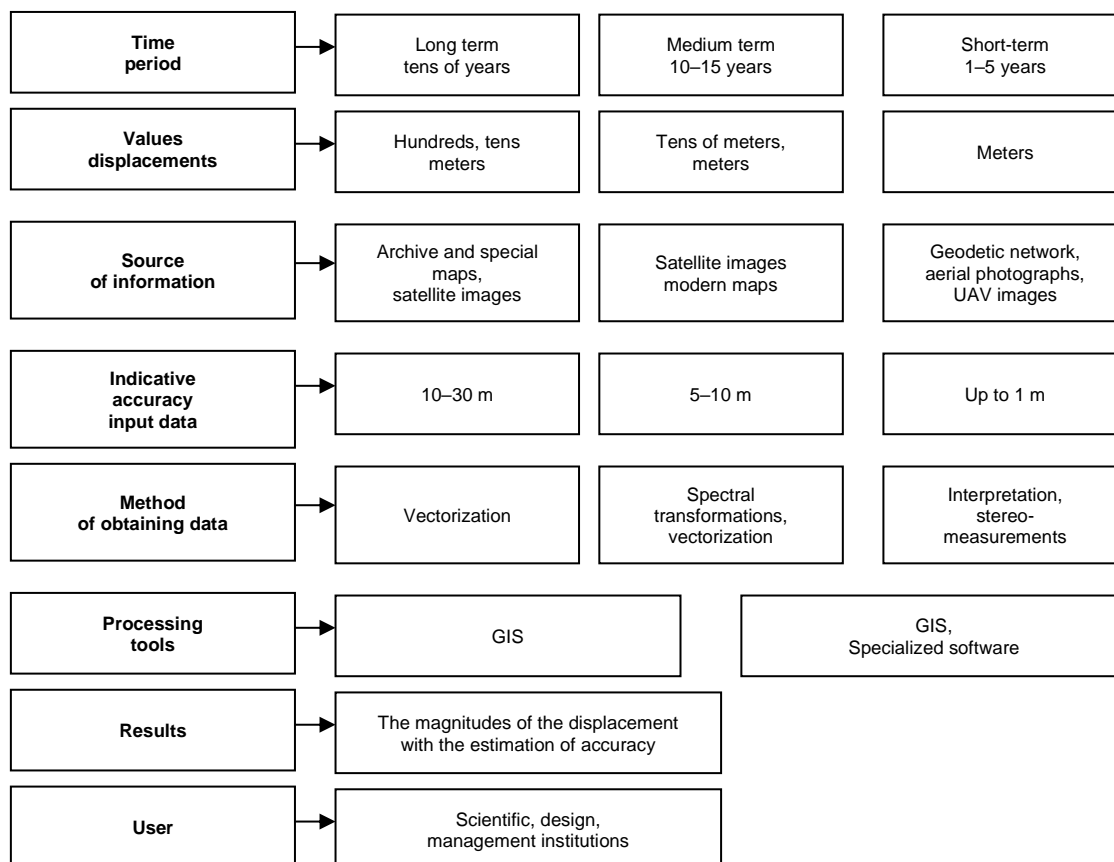 Time
period
Long term
tens of years
Medium term
10–15 years
Short-term
1–5 years
Values
displacements
Hundreds, tens
meters
Tens of meters,
meters
Meters
Source
of information
Archive and special
maps,
satellite images
Satellite images
modern maps
Geodetic network,
aerial photographs,
UAV images
Indicative
accuracy
input data
10–30 m
5–10 m
Up to 1 m
Method
of obtaining data
Vectorization
Spectral
transformations,
vectorization
Interpretation,
stereo-
measurements
Processing
tools
GIS
GIS,
Specialized software
Results
The magnitudes of the displacement
with the estimation of accuracy
User
Scientific, design,
management institutions